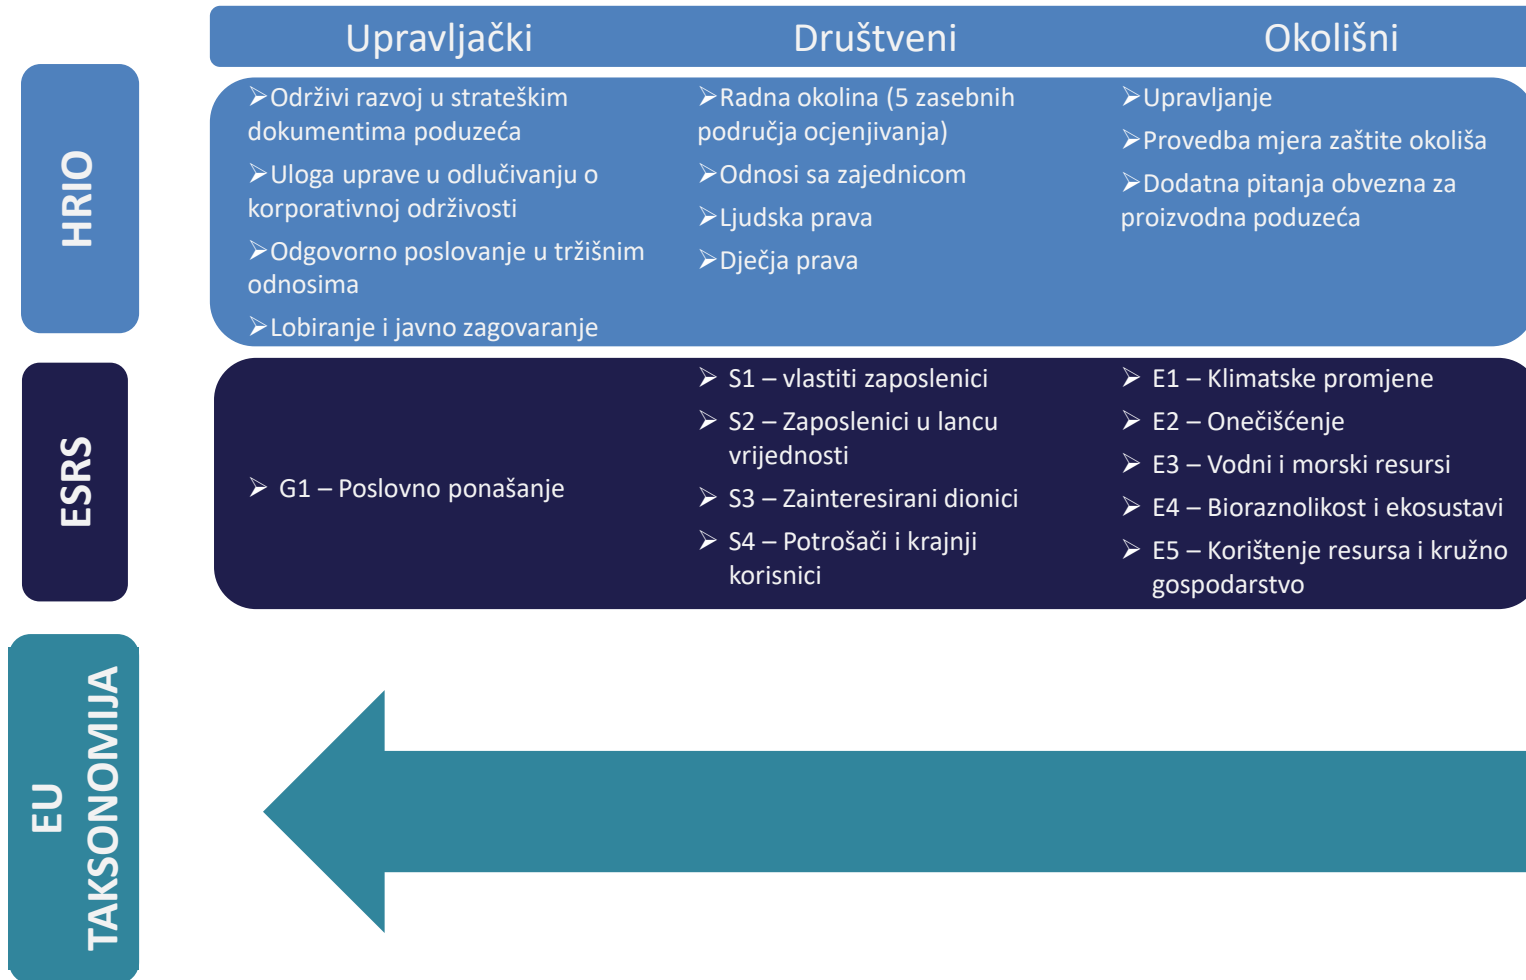 Upravljački
Društveni
Okolišni
HRIO
➢Održivi razvoj u strateškim
dokumentima poduzeća
➢Uloga uprave u odlučivanju o
korporativnoj održivosti
➢Odgovorno poslovanje u tržišnim
odnosima
➢Lobiranje i javno zagovaranje
➢Radna okolina (5 zasebnih
područja ocjenjivanja)
➢Odnosi sa zajednicom
➢Ljudska prava
➢Dječja prava
➢Upravljanje
➢Provedba mjera zaštite okoliša
➢Dodatna pitanja obvezna za
proizvodna poduzeća
ESRS
➢ G1 – Poslovno ponašanje
➢ S1 – vlastiti zaposlenici
➢ S2 – Zaposlenici u lancu
vrijednosti
➢ S3 – Zainteresirani dionici
➢ S4 – Potrošači i krajnji
korisnici
➢ E1 – Klimatske promjene
➢ E2 – Onečišćenje
➢ E3 – Vodni i morski resursi
➢ E4 – Bioraznolikost i ekosustavi
➢ E5 – Korištenje resursa i kružno
gospodarstvo
EU
TAKSONOMIJA